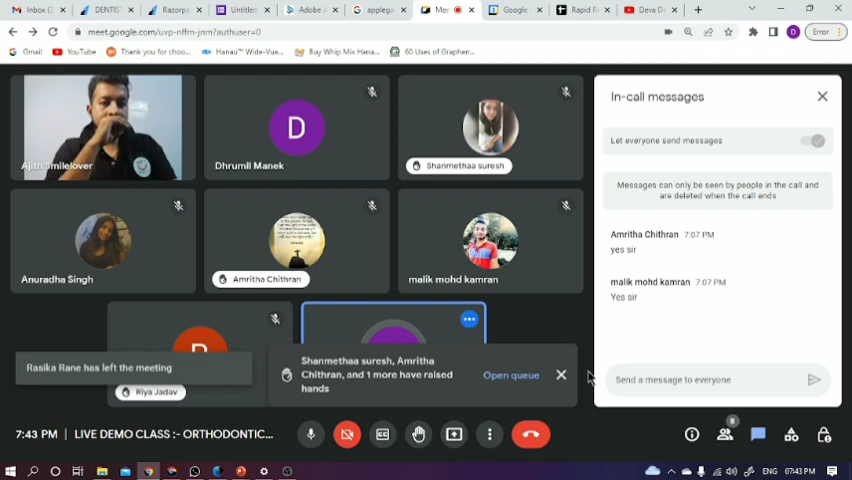 Inbox (2
DENTIST
Razorpa
Untitled
Adobe A
applega
Mee
Google
Rapid R
Deva D
meet.google.com/uvp-nffm-jnm?authuser=0
D
Error
Gmail
YouTube
Thank you for choo...
Hanau™ Wide-Vue...
Buy Whip Mix Hana...
60 Uses of Graphen...
Ajith Smilelover
D
Dhrumil Manek
Shanmethaa suresh
In-call messages
Let everyone send messages
Messages can only be seen by people in the call and
are deleted when the call ends
Anuradha Singh
Amritha Chithran
malik mohd kamran
Amritha Chithran 7:07 PM
yes sir
malik mohd kamran 7:07 PM
Yes sir
Rasika Rane has left the meeting
Riya Jadav
Shanmethaa suresh, Amritha
Chithran, and 1 more have raised
hands
Open queue
Send a message to everyone
7:43 PM | LIVE DEMO CLASS :- ORTHODONTIC...
8
ENG
07:43 PM